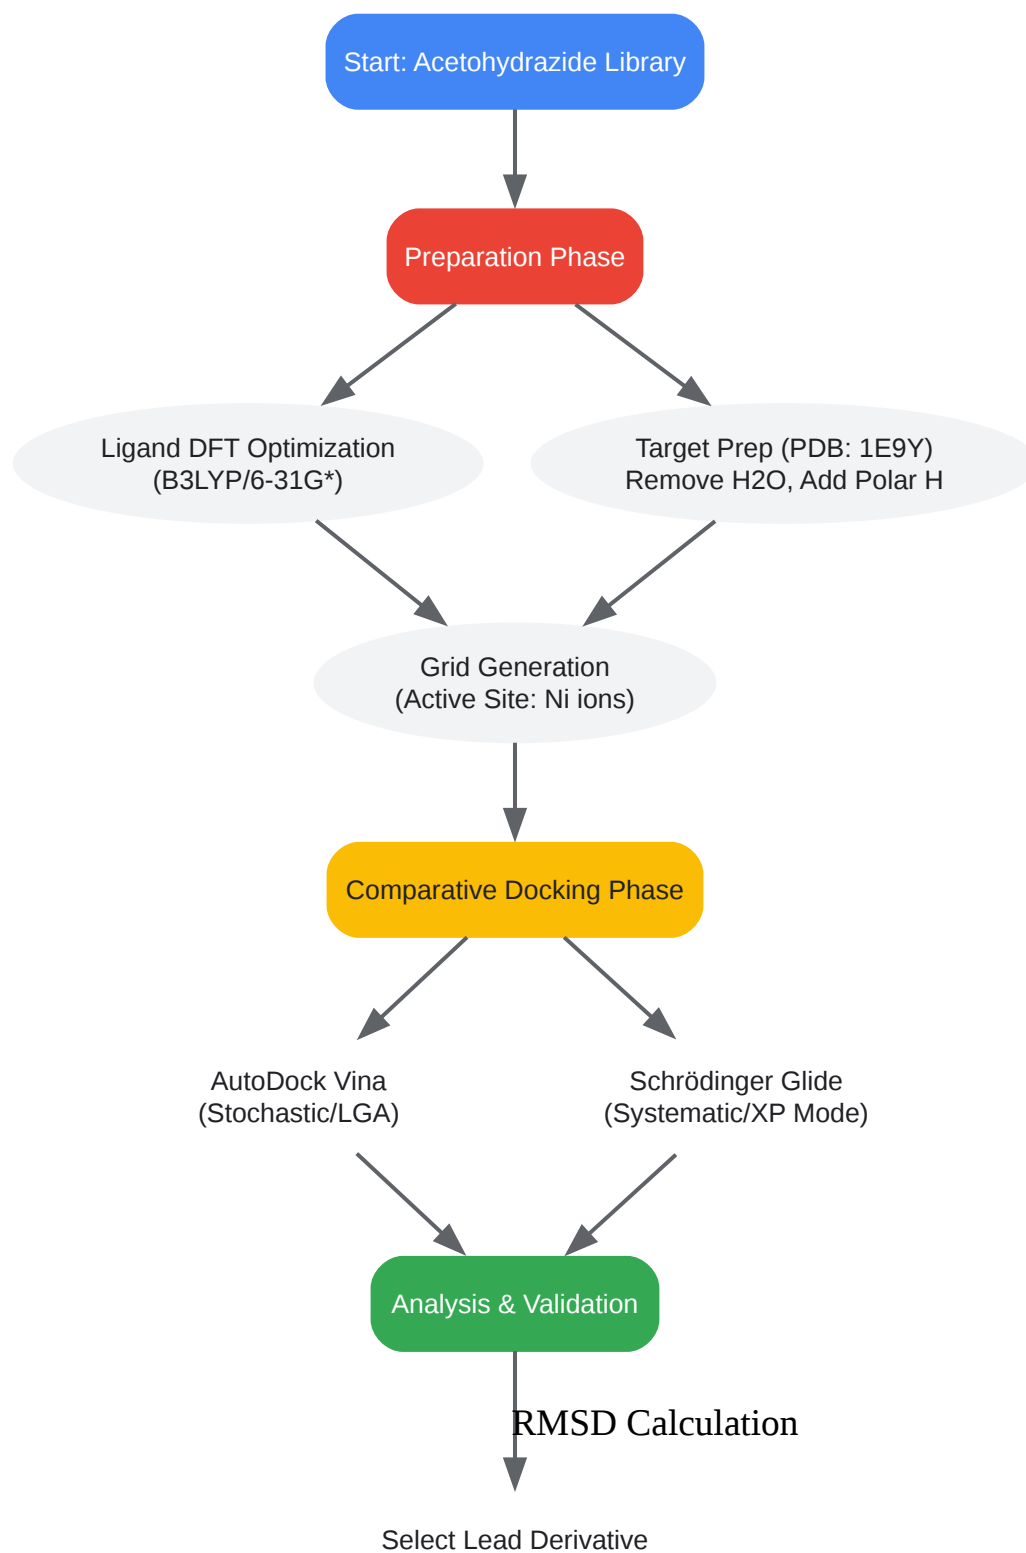 Start: Acetohydrazide Library
Preparation Phase
Ligand DFT Optimization
(B3LYP/6-31G*)
Target Prep (PDB: 1E9Y)
Remove H2O, Add Polar H
Grid Generation
(Active Site: Ni ions)
Comparative Docking Phase
AutoDock Vina
(Stochastic/LGA)
Schrödinger Glide
(Systematic/XP Mode)
Analysis & Validation
RMSD Calculation
Select Lead Derivative